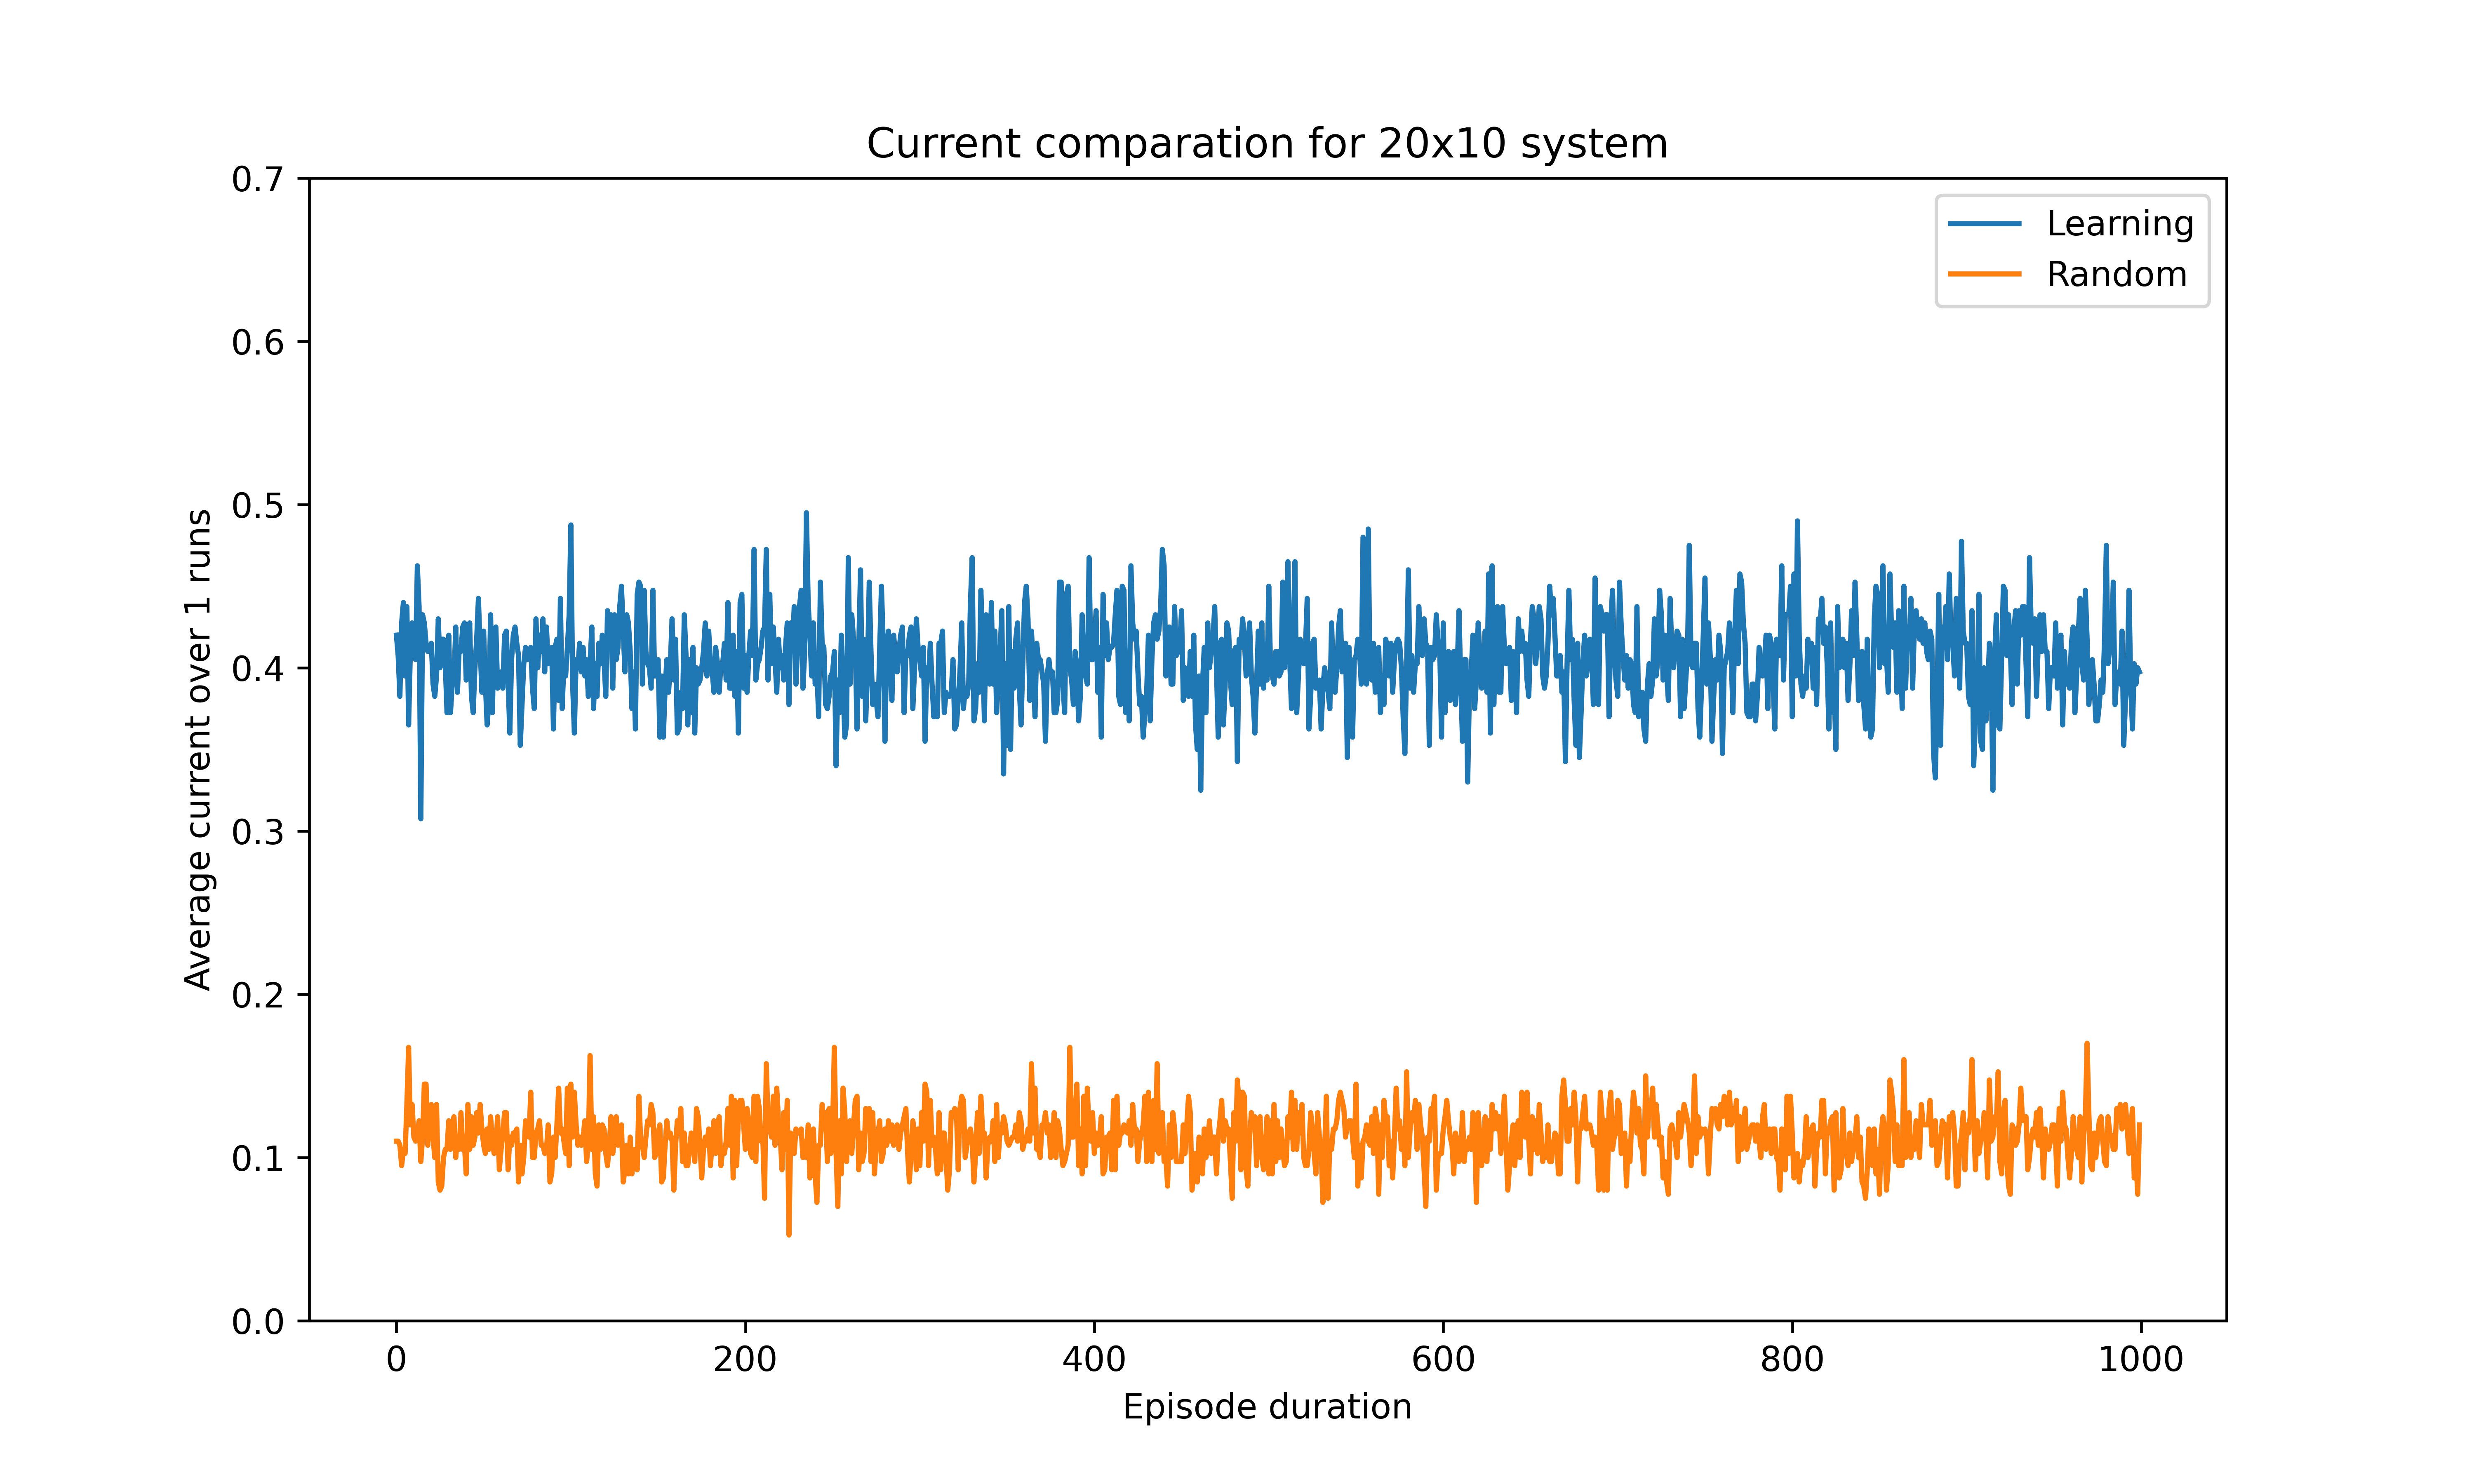 Current comparation for 20x10 system
Learning
Random
Average current over 1 runs
0.7
0.6
0.5
0.4
0.3
0.2
0.1
0.0
0 200 400 600 800 1000
Episode duration